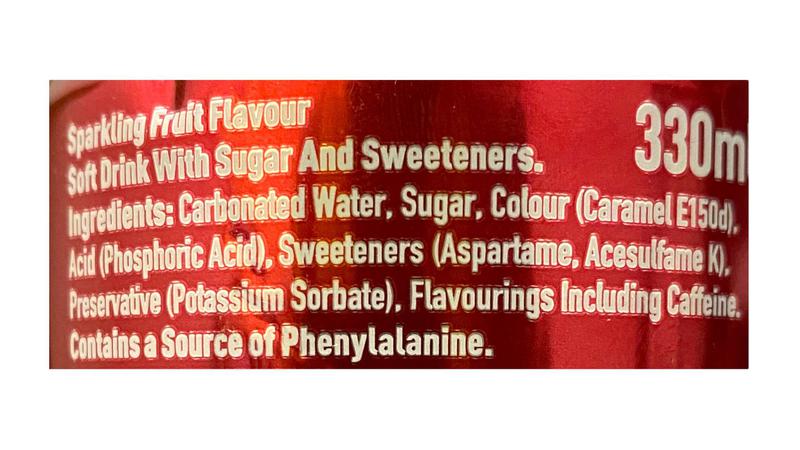 Sparkling Fruit Flavour
330m
Soft Drink With Sugar And Sweeteners.
Ingredients: Carbonated Water, Sugar, Colour (Caramel E150d),
Acid (Phosphoric Acid), Sweeteners (Aspartame, Acesulfame K),
Preservative (Potassium Sorbate), Flavourings Including Caffeine.
Contains a Source of Phenylalanine.